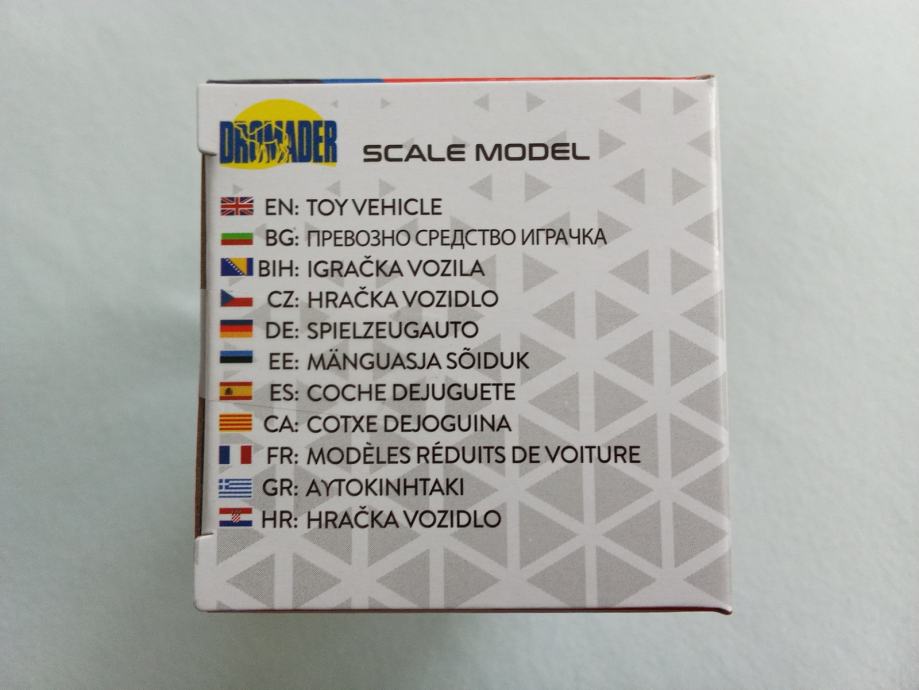 DROMADER
SCALE MODEL
EN: TOY VEHICLE
BG: ПРЕВОЗНО СРЕДСТВО ИГРАЧКА
BIH: IGRAČKA VOZILA
CZ: HRAČKA VOZIDLO
DE: SPIELZEUGAUTO
EE: MÄNGUASJA SÕIDUK
ES: COCHE DEJUGUETE
CA: COTXE DEJOGUINA
FR: MODÈLES RÉDUITS DE VOITURE
GR: ΑΥΤΟΚΙΝΗΤΑΚΙ
HR: HRAČKA VOZIDLO